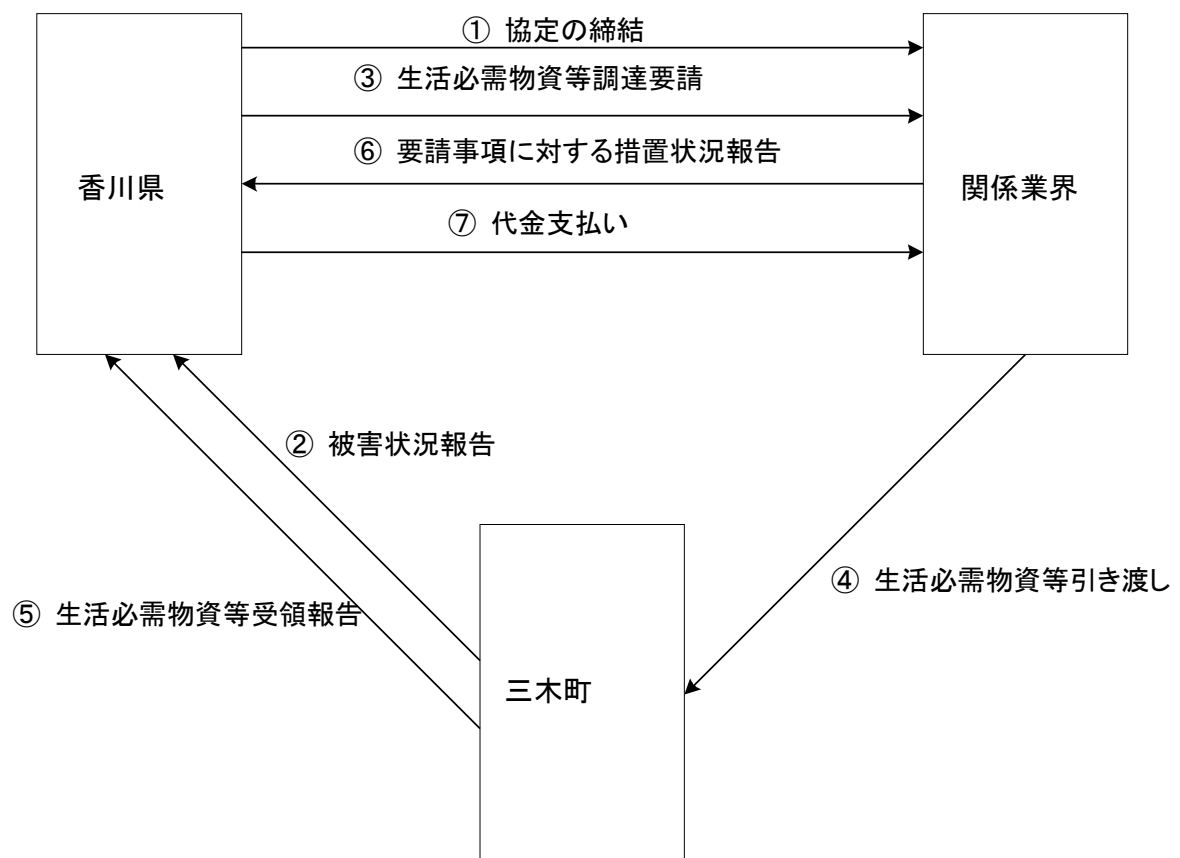 ① 協定の締結
③ 生活必需物資等調達要請
⑥ 要請事項に対する措置状況報告
香川県
関係業界
⑦ 代金支払い
② 被害状況報告
④ 生活必需物資等引き渡し
⑤ 生活必需物資等受領報告
三木町